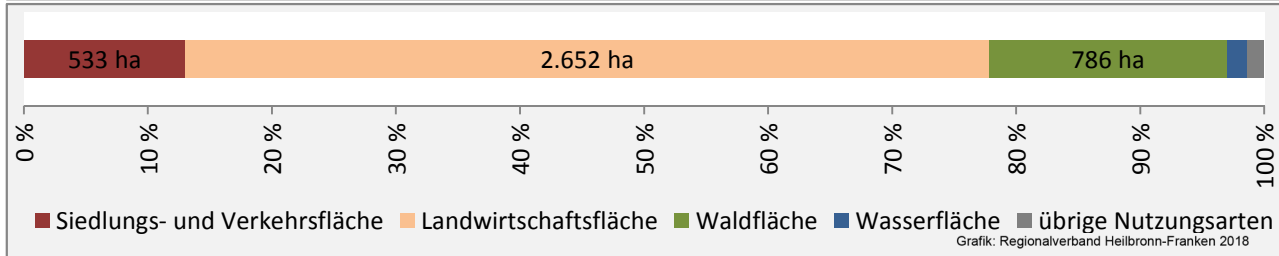 533 ha 2.652 ha 786 ha
0 % 10 % 20 % 30 % 40 % 50 % 60 % 70 % 80 % 90 % 100 %
Siedlungs- und Verkehrsfläche Landwirtschaftsfläche Waldfläche Wasserfläche übrige Nutzungsarten
Grafik: Regionalverband Heilbronn-Franken 2018